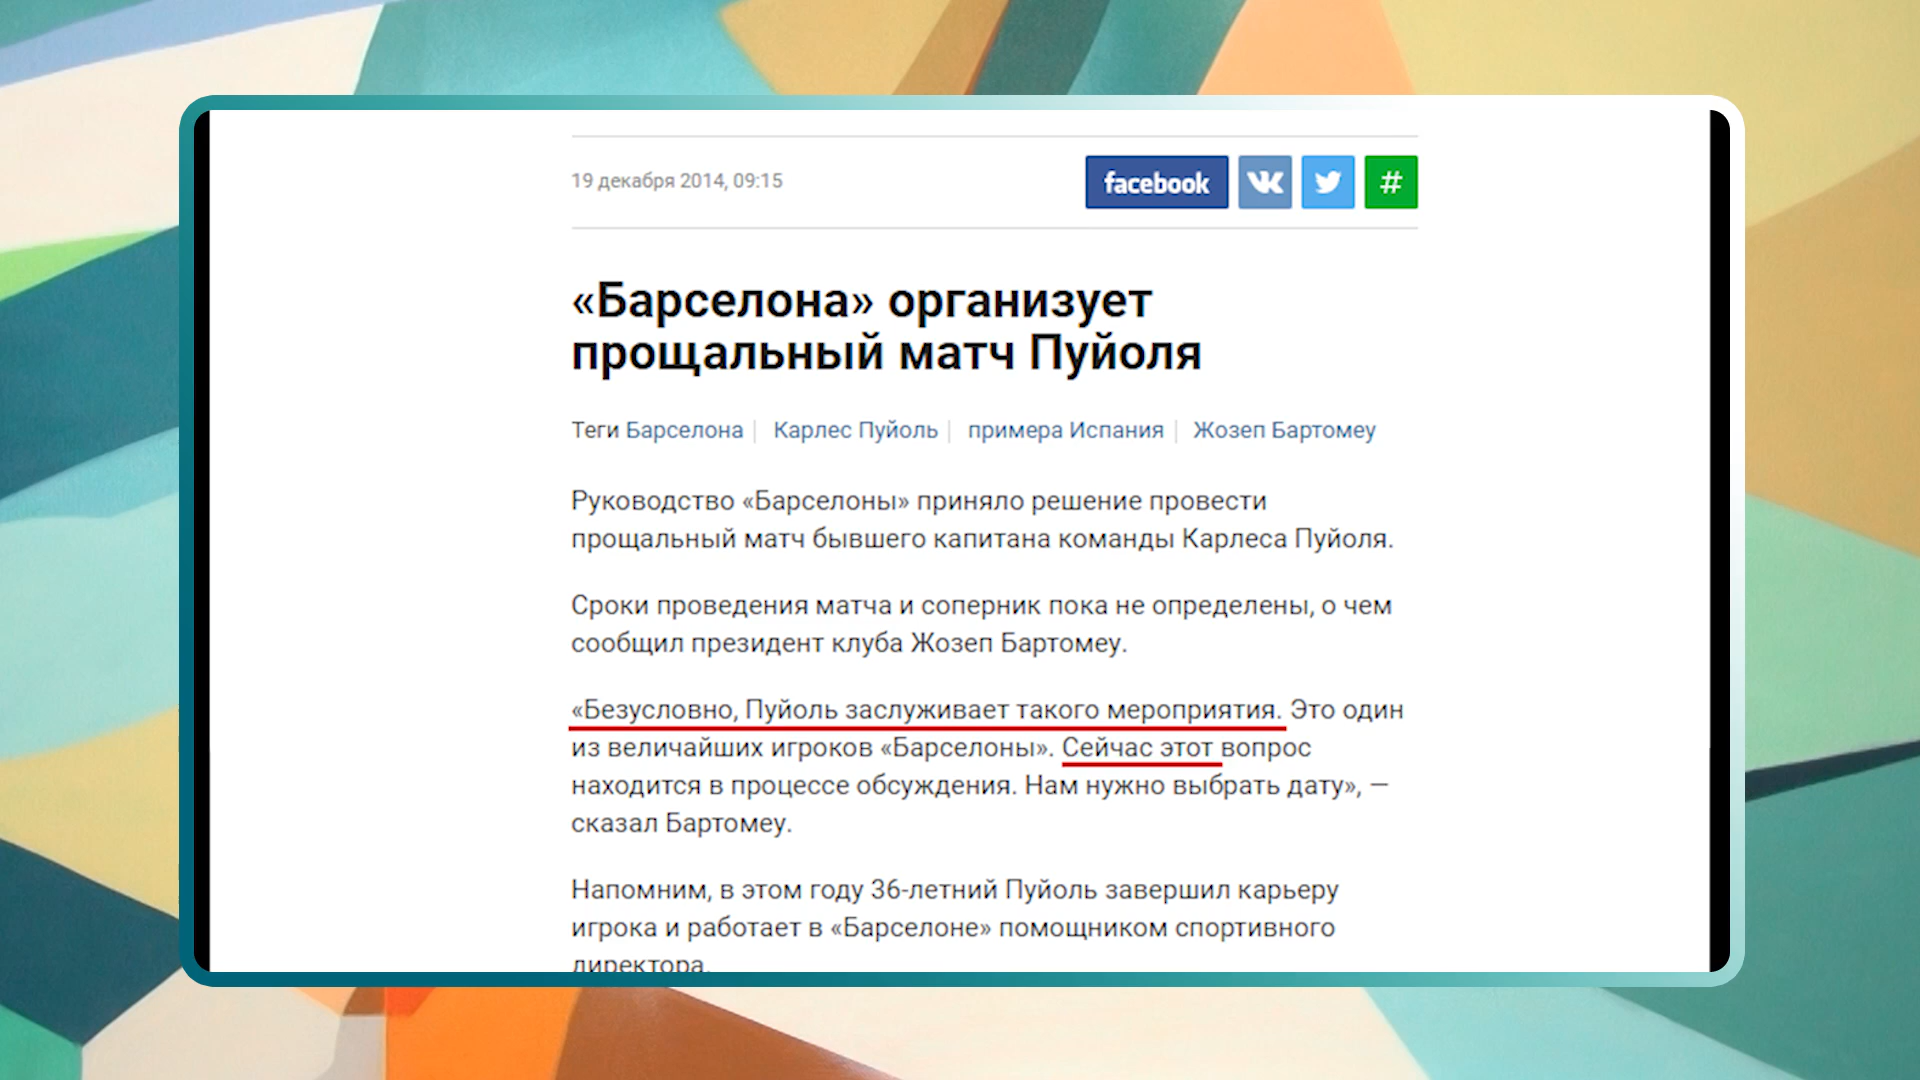 19 декабря 2014, 09:15
facebook
#
«Барселона» организует
прощальный матч Пуйоля
Теги Барселона | Карлес Пуйоль | примера Испания | Жозеп Бартомеу
Руководство «Барселоны» приняло решение провести
прощальный матч бывшего капитана команды Карлеса Пуйоля.
Сроки проведения матча и соперник пока не определены, о чем
сообщил президент клуба Жозеп Бартомеу.
«Безусловно, Пуйоль заслуживает такого мероприятия. Это один
из величайших игроков «Барселоны». Сейчас этот вопрос
находится в процессе обсуждения. Нам нужно выбрать дату», —
сказал Бартомеу.
Напомним, в этом году 36-летний Пуйоль завершил карьеру
игрока и работает в «Барселоне» помощником спортивного
директора.